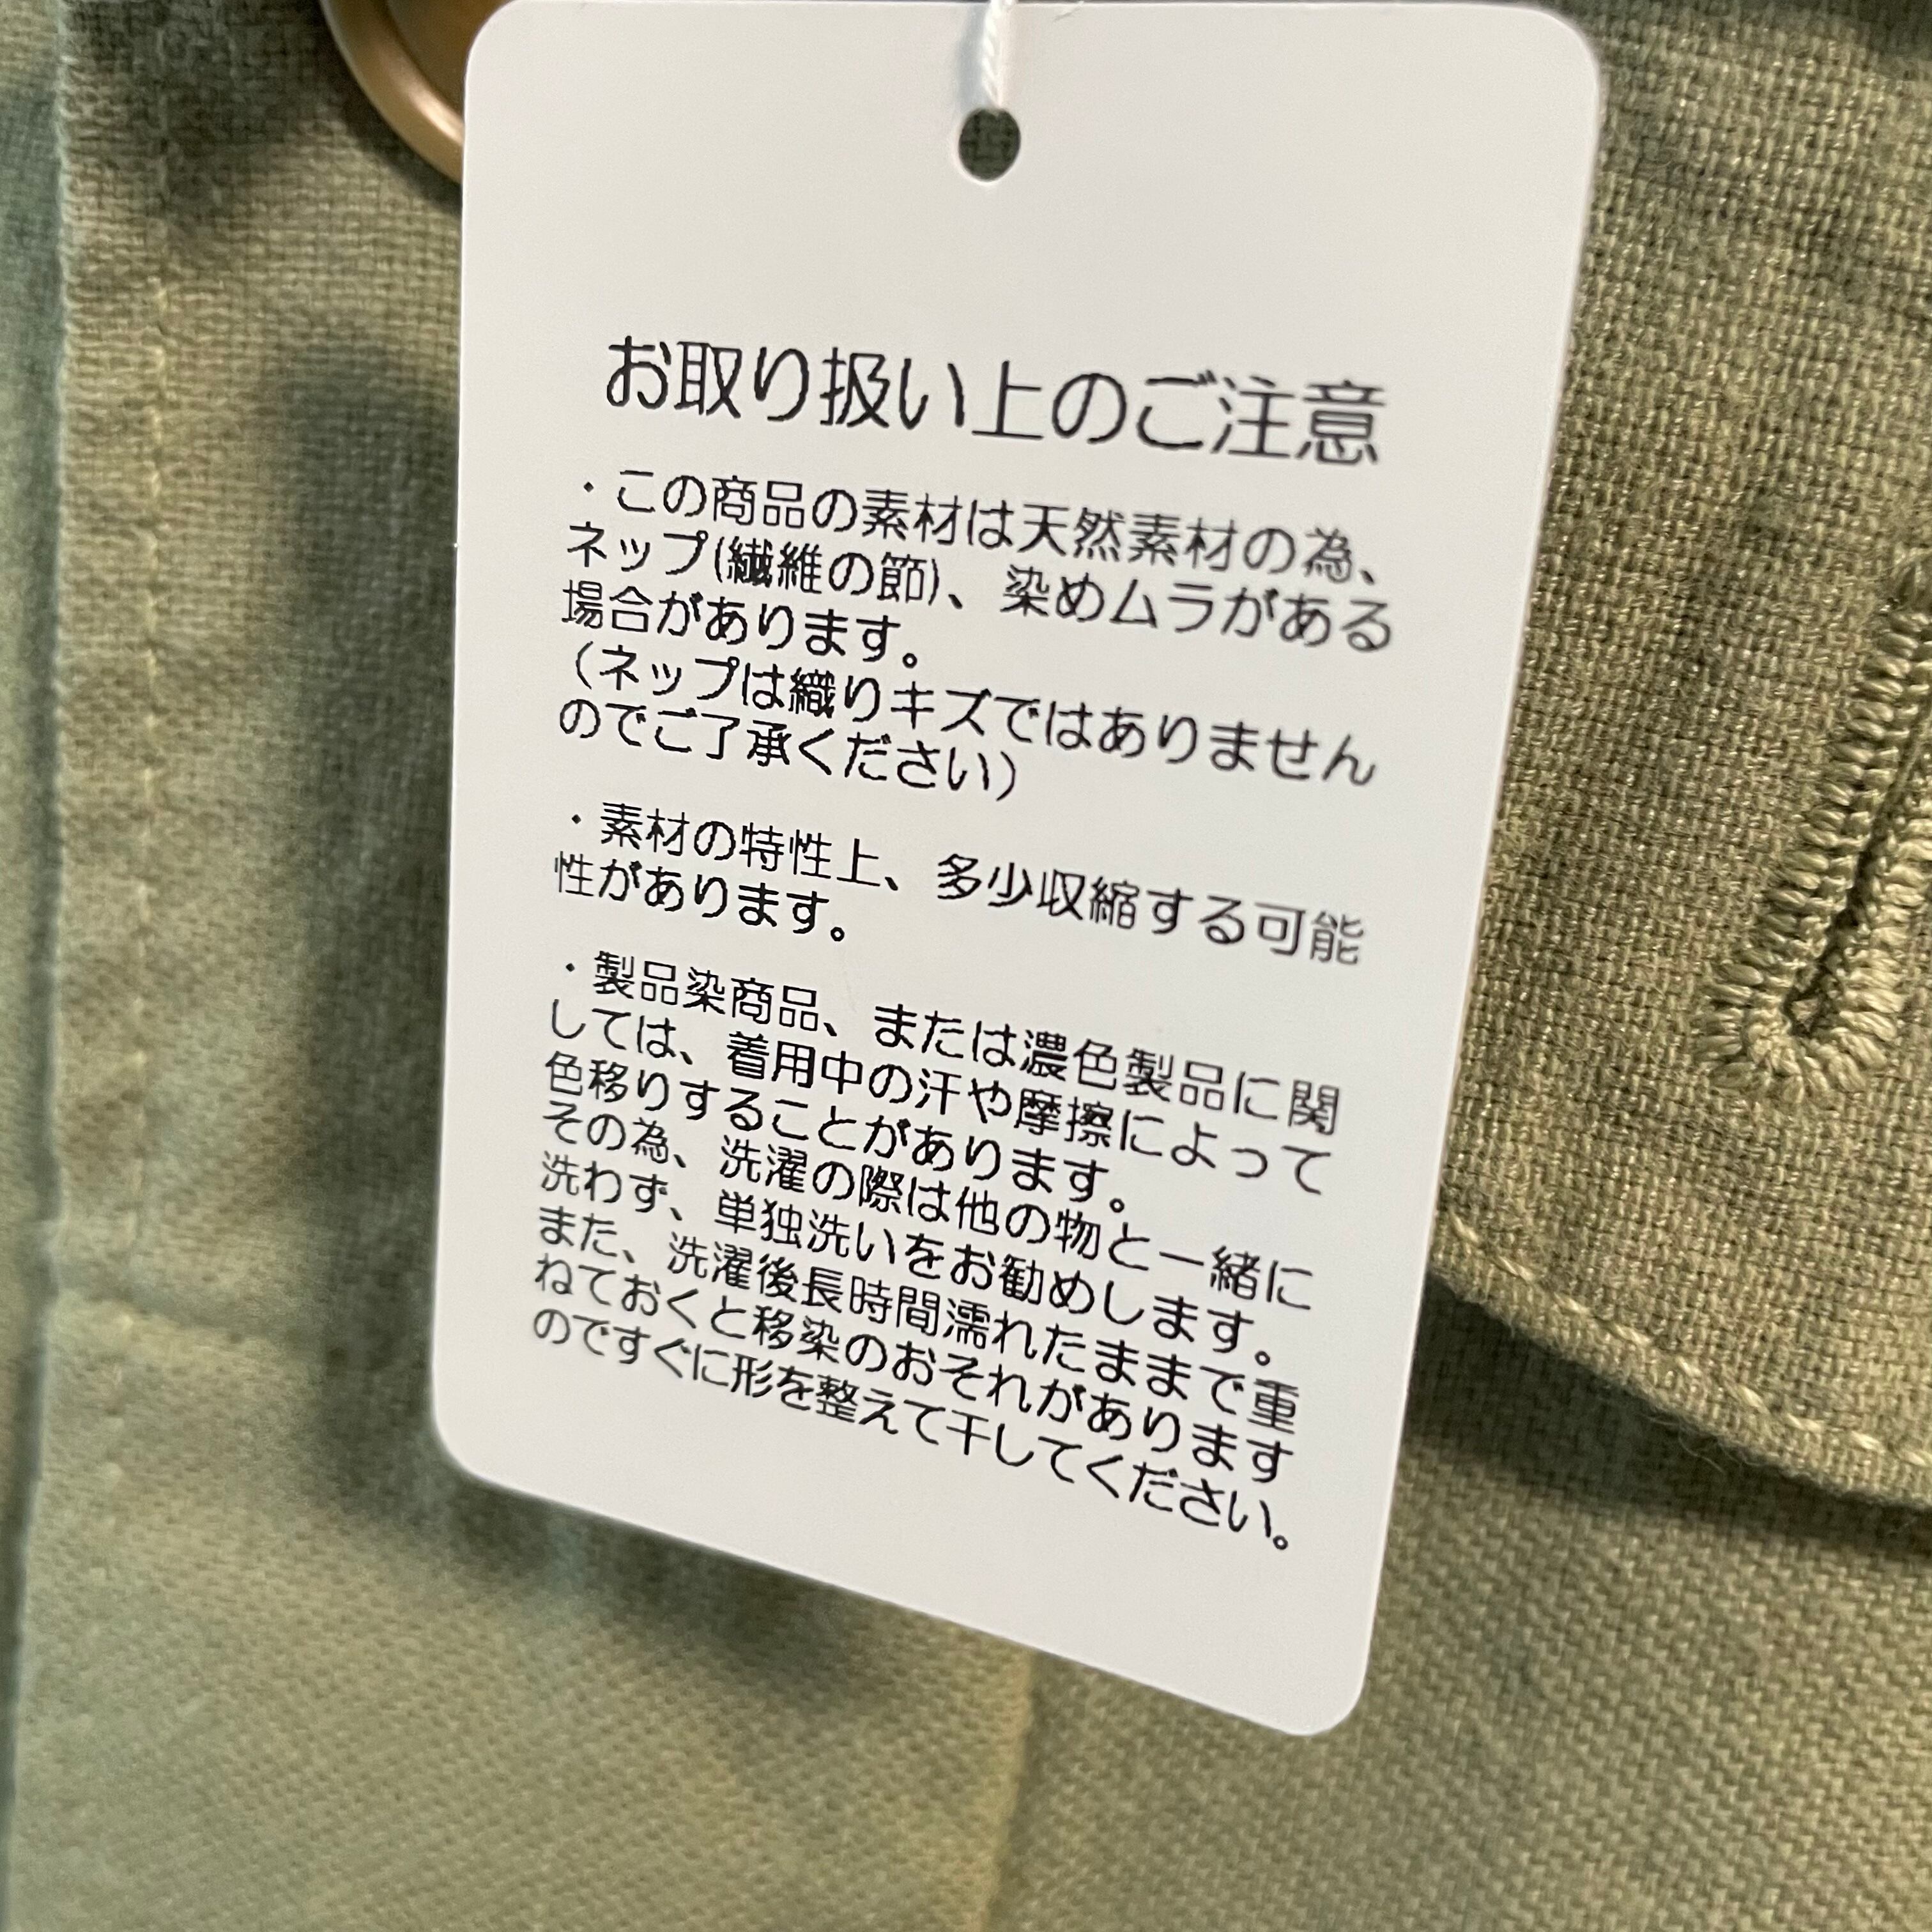 お取り扱い上のご注意
・この商品の素材は天然素材の為、
ネップ(繊維の節)、染めムラがある
場合があります。
（ネップは織りキズではありません
のでご了承ください）
・素材の特性上、多少収縮する可能
性があります。
・製品染商品、または濃色製品に関
しては、着用中の汗や摩擦によって
色移りすることがあります。
その為、洗濯の際は他の物と一緒に
洗わず、単独洗いをお勧めします。
また、洗濯後長時間濡れたままで重
ねておくと移染のおそれがあります
のですぐに形を整えて干してください。